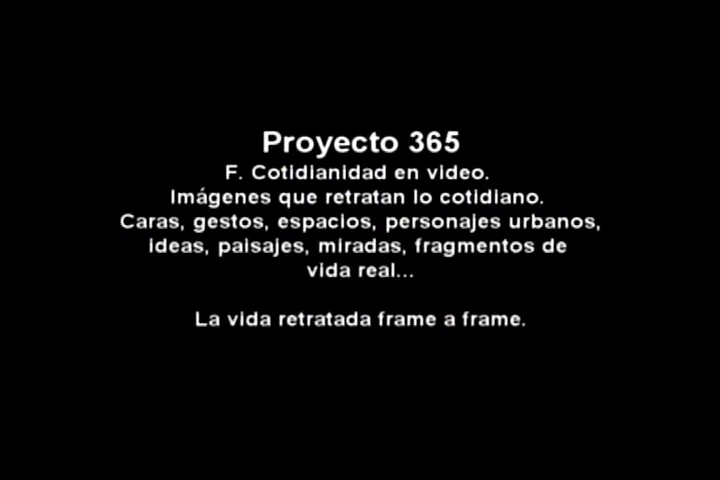 Proyecto 365
F. Cotidianidad en video.
Imágenes que retratan lo cotidiano.
Caras, gestos, espacios, personajes urbanos,
ideas, paisajes, miradas, fragmentos de
vida real...
La vida retratada frame a frame.